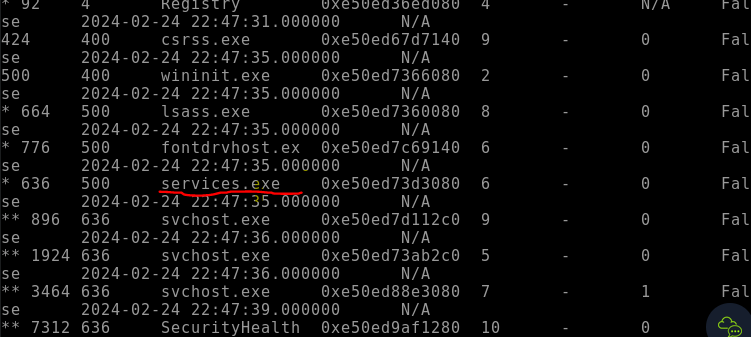 * 92 4 Registry 0xe50ed36ed080 4 - N/A Fal
se 2024-02-24 22:47:31.000000 N/A
424 400 csrss.exe 0xe50ed67d7140 9 - 0 Fal
se 2024-02-24 22:47:35.000000 N/A
500 400 wininit.exe 0xe50ed7366080 2 - 0 Fal
se 2024-02-24 22:47:35.000000 N/A
* 664 500 lsass.exe 0xe50ed7360080 8 - 0 Fal
se 2024-02-24 22:47:35.000000 N/A
* 776 500 fontdrvhost.ex 0xe50ed7c69140 6 - 0 Fal
se 2024-02-24 22:47:35.000000 N/A
* 636 500 services.exe 0xe50ed73d3080 6 - 0 Fal
se 2024-02-24 22:47:35.000000 N/A
** 896 636 svchost.exe 0xe50ed7d112c0 9 - 0 Fal
se 2024-02-24 22:47:36.000000 N/A
** 1924 636 svchost.exe 0xe50ed73ab2c0 5 - 0 Fal
se 2024-02-24 22:47:36.000000 N/A
** 3464 636 svchost.exe 0xe50ed88e3080 7 - 1 Fal
se 2024-02-24 22:47:39.000000 N/A
** 7312 636 SecurityHealth 0xe50ed9af1280 10 - 0 Fal